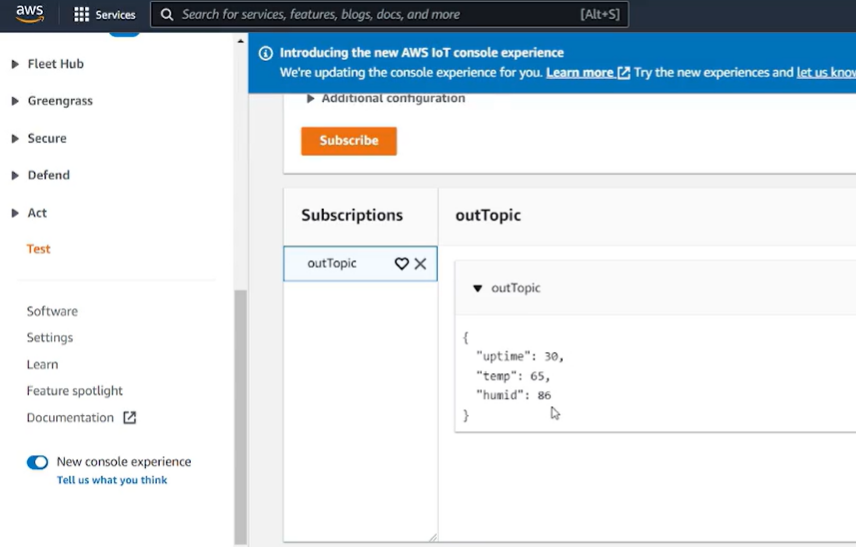 aws Services Search for services, features, blogs, docs, and more [Alt+S]
Fleet Hub
Greengrass
Secure
Defend
Act
Test
Software
Settings
Learn
Feature spotlight
Documentation
New console experience
Tell us what you think
Introducing the new AWS IoT console experience
We're updating the console experience for you. Learn more Try the new experiences and let us know
Additional configuration
Subscribe
Subscriptions
outTopic
outTopic
outTopic
{
"uptime": 30,
"temp": 65,
"humid": 86
}